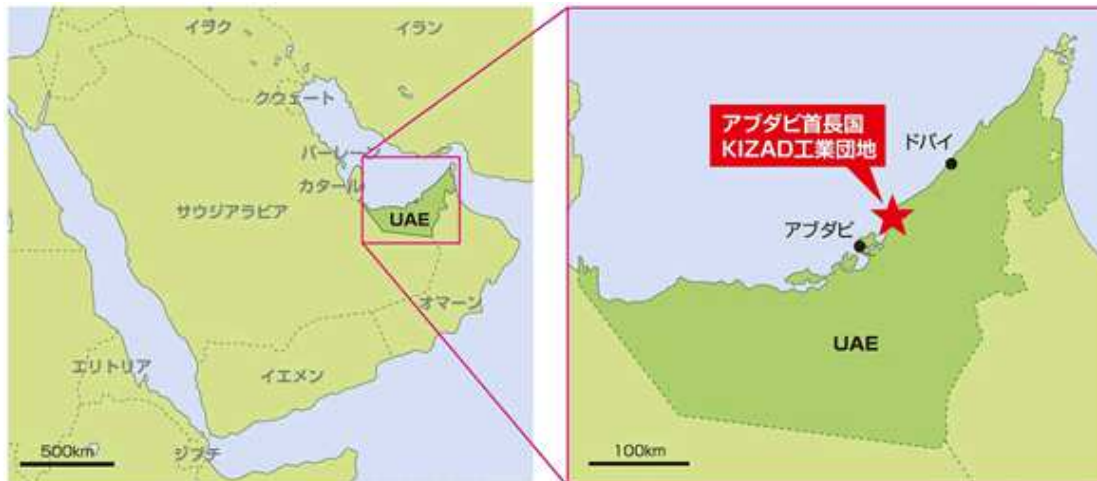 イラク
イラン
クウェート
バーレーン
カタール
サウジアラビア
UAE
オマーン
エリトリア
イエメン
ジブチ
500km
アブダビ首長国
KIZAD工業団地
ドバイ
アブダビ
UAE
100km